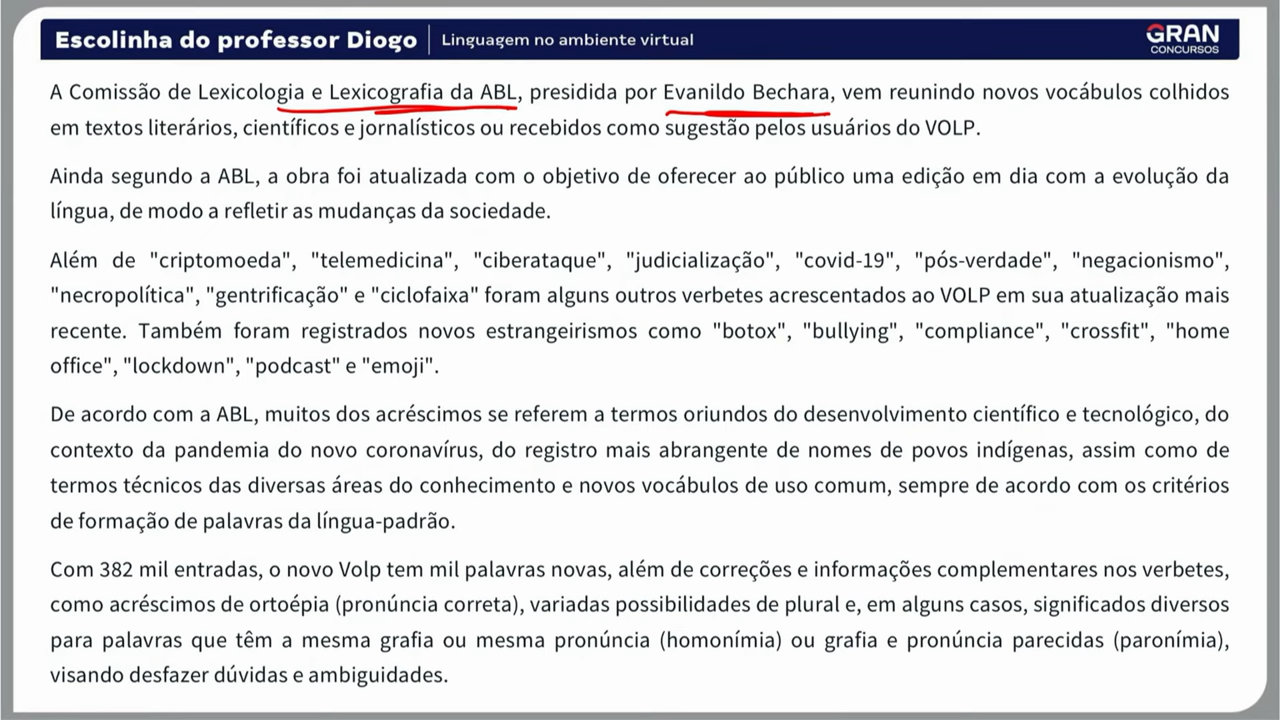 Escolinha do professor Diogo
Linguagem no ambiente virtual
GRAN
CONCURSOS
A Comissão de Lexicologia e Lexicografia da ABL, presidida por Evanildo Bechara, vem reunindo novos vocábulos colhidos
em textos literários, científicos e jornalísticos ou recebidos como sugestão pelos usuários do VOLP.
Ainda segundo a ABL, a obra foi atualizada com o objetivo de oferecer ao público uma edição em dia com a evolução da
língua, de modo a refletir as mudanças da sociedade.
Além de "criptomoeda", "telemedicina", "ciberataque", "judicialização", "covid-19", "pós-verdade", "negacionismo",
"necropolítica", "gentrificação" e "ciclofaixa" foram alguns outros verbetes acrescentados ao VOLP em sua atualização mais
recente. Também foram registrados novos estrangeirismos como "botox", "bullying", "compliance", "crossfit", "home
office", "lockdown", "podcast" e "emoji".
De acordo com a ABL, muitos dos acréscimos se referem a termos oriundos do desenvolvimento científico e tecnológico, do
contexto da pandemia do novo coronavírus, do registro mais abrangente de nomes de povos indígenas, assim como de
termos técnicos das diversas áreas do conhecimento e novos vocábulos de uso comum, sempre de acordo com os critérios
de formação de palavras da língua-padrão.
Com 382 mil entradas, o novo Volp tem mil palavras novas, além de correções e informações complementares nos verbetes,
como acréscimos de ortoépia (pronúncia correta), variadas possibilidades de plural e, em alguns casos, significados diversos
para palavras que têm a mesma grafia ou mesma pronúncia (homonímia) ou grafia e pronúncia parecidas (paronímia),
visando desfazer dúvidas e ambiguidades.